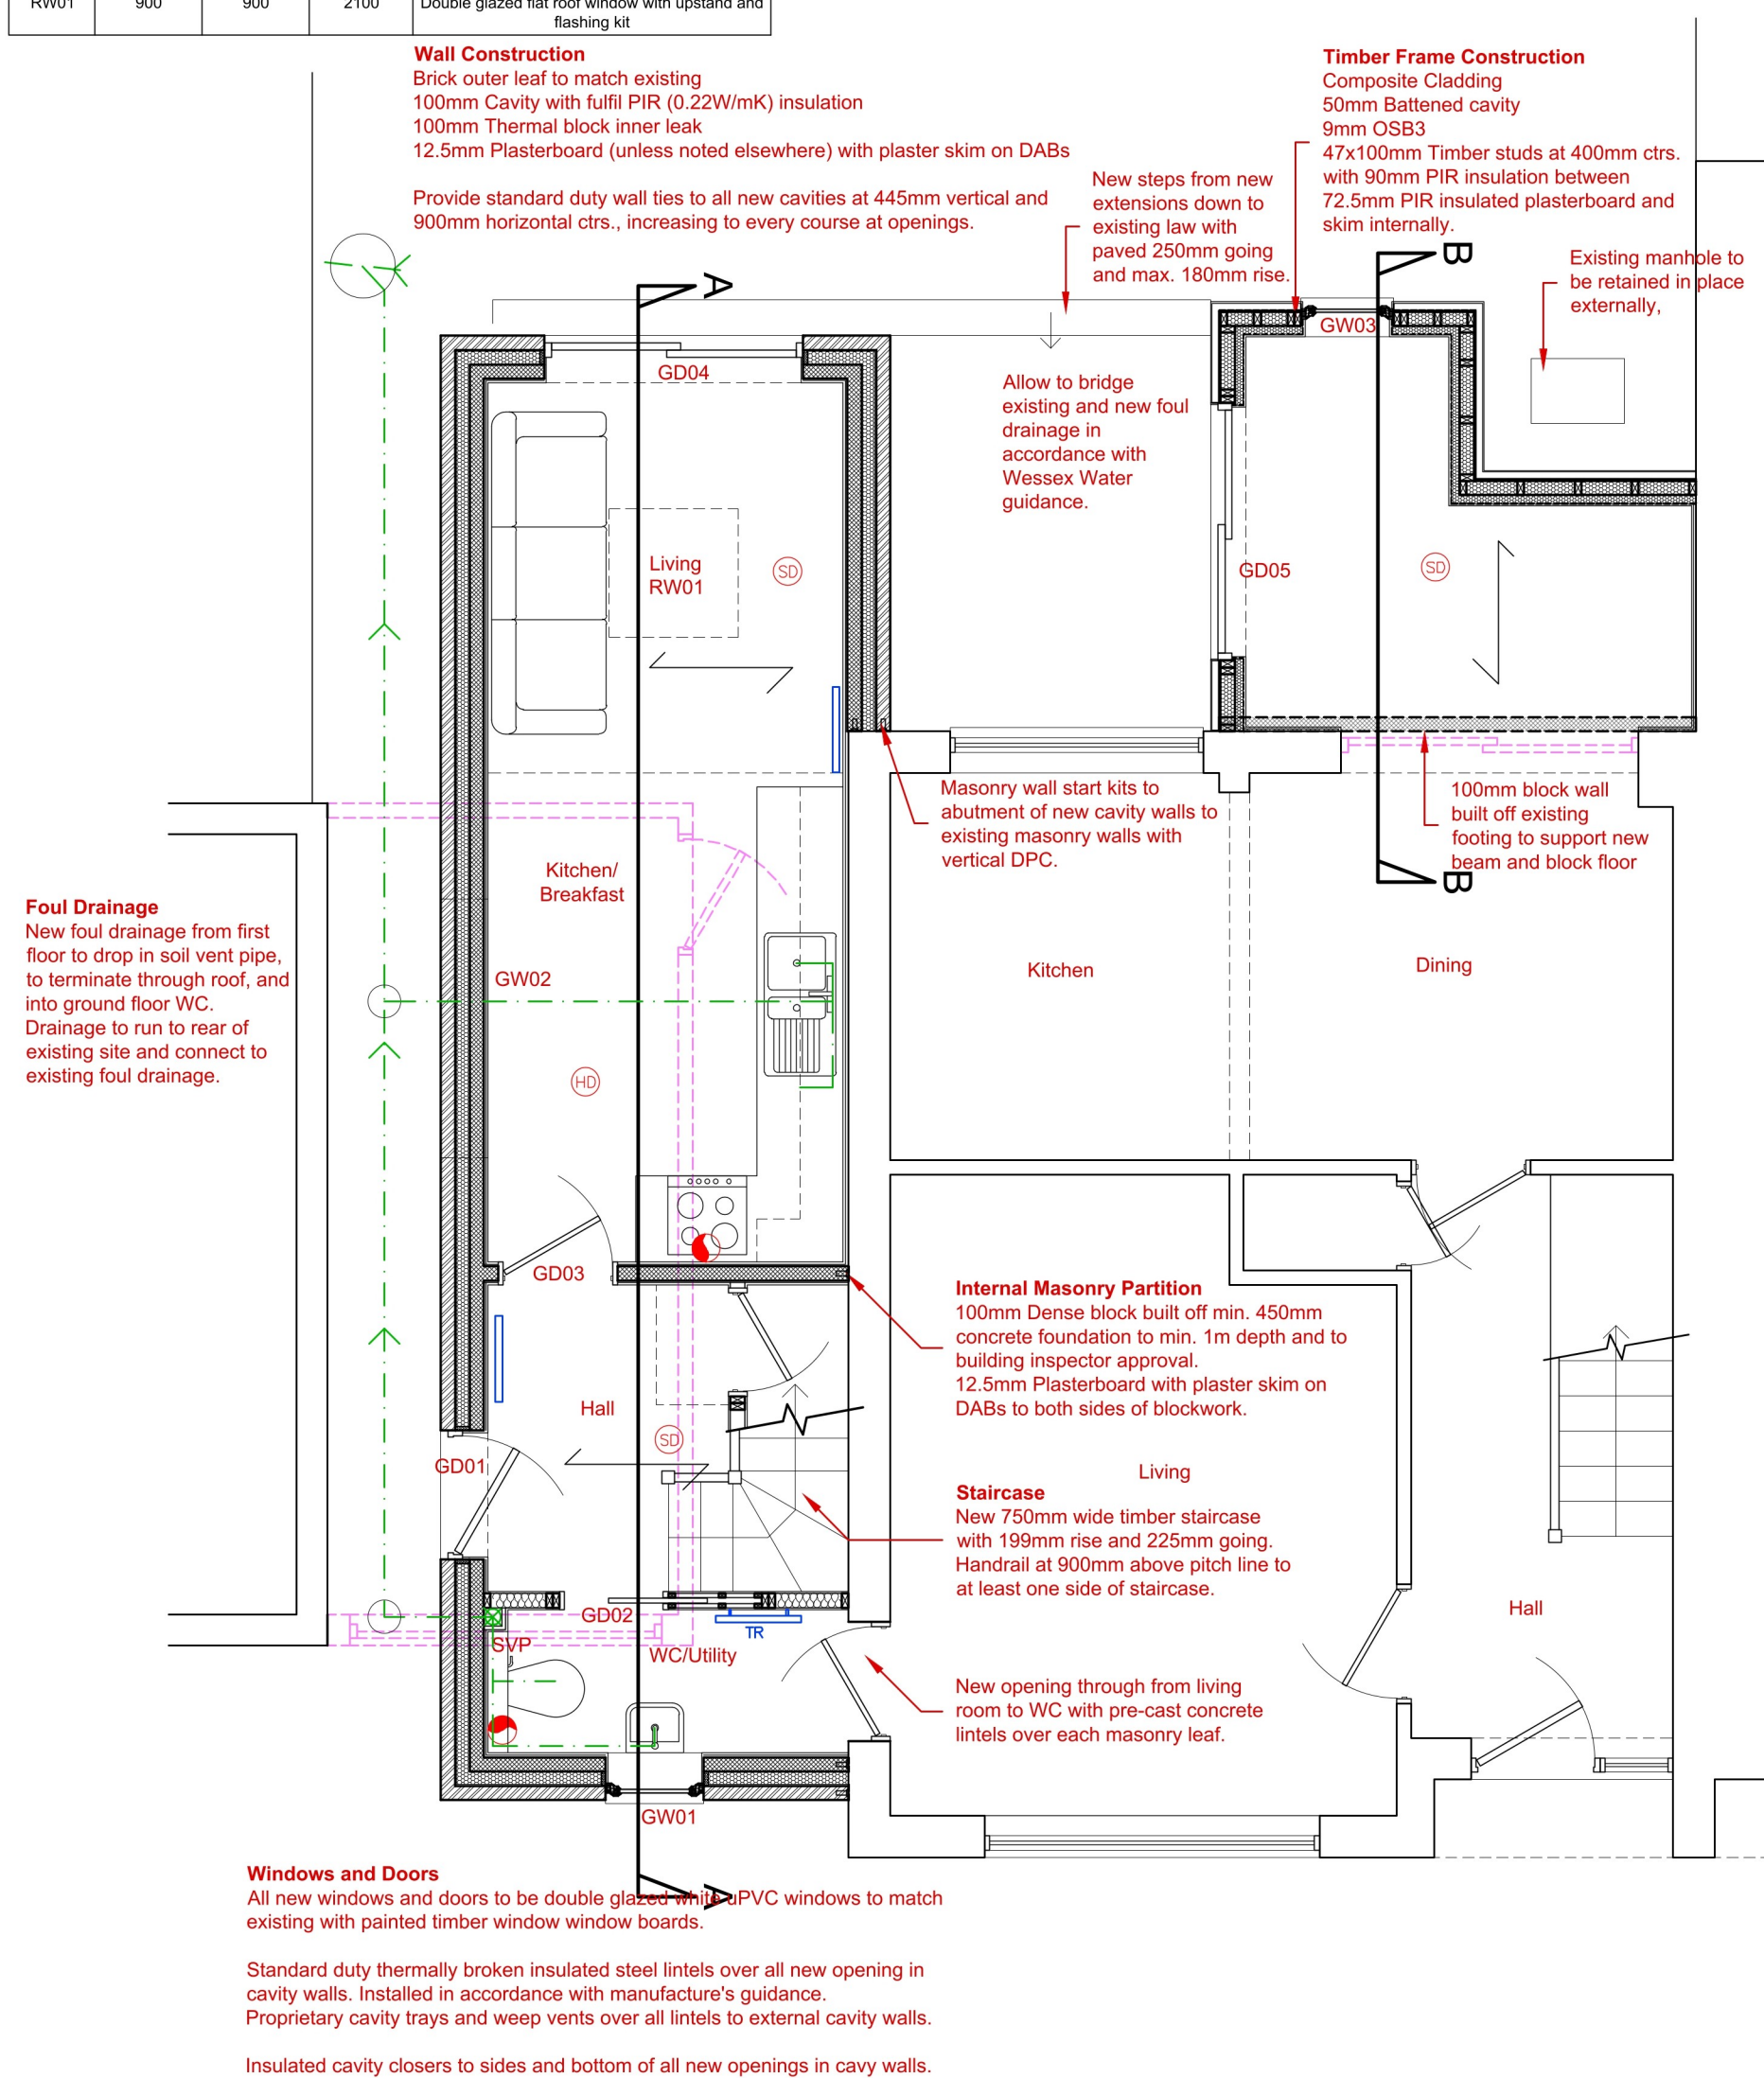 RW01 900 900 2100 Double glazed flat roof window with upstand and
flashing kit
Wall Construction
Brick outer leaf to match existing
100mm Cavity with fulfil PIR (0.22W/mK) insulation
100mm Thermal block inner leak
12.5mm Plasterboard (unless noted elsewhere) with plaster skim on DABs
Provide standard duty wall ties to all new cavities at 445mm vertical and
900mm horizontal ctrs., increasing to every course at openings.
Timber Frame Construction
Composite Cladding
50mm Battened cavity
9mm OSB3
47x100mm Timber studs at 400mm ctrs.
with 90mm PIR insulation between
72.5mm PIR insulated plasterboard and
skim internally.
New steps from new
extensions down to
existing law with
paved 250mm going
and max. 180mm rise.
Existing manhole to
be retained in place
externally,
A
B
GW03
GD04
Allow to bridge
existing and new foul
drainage in
accordance with
Wessex Water
guidance.
Living
RW01
SD
GD05
SD
Masonry wall start kits to
abutment of new cavity walls to
existing masonry walls with
vertical DPC.
100mm block wall
built off existing
footing to support new
beam and block floor
B
Kitchen/
Breakfast
Foul Drainage
New foul drainage from first
floor to drop in soil vent pipe,
to terminate through roof, and
into ground floor WC.
Drainage to run to rear of
existing site and connect to
existing foul drainage.
GW02
Kitchen
Dining
HD
GD03
Internal Masonry Partition
100mm Dense block built off min. 450mm
concrete foundation to min. 1m depth and to
building inspector approval.
12.5mm Plasterboard with plaster skim on
DABs to both sides of blockwork.
Hall
SD
GD01
Living
Staircase
New 750mm wide timber staircase
with 199mm rise and 225mm going.
Handrail at 900mm above pitch line to
at least one side of staircase.
GD02
TR
Hall
SVP
WC/Utility
New opening through from living
room to WC with pre-cast concrete
lintels over each masonry leaf.
GW01
A
Windows and Doors
All new windows and doors to be double glazed white uPVC windows to match
existing with painted timber window window boards.
Standard duty thermally broken insulated steel lintels over all new opening in
cavity walls. Installed in accordance with manufacture's guidance.
Proprietary cavity trays and weep vents over all lintels to external cavity walls.
Insulated cavity closers to sides and bottom of all new openings in cavy walls.